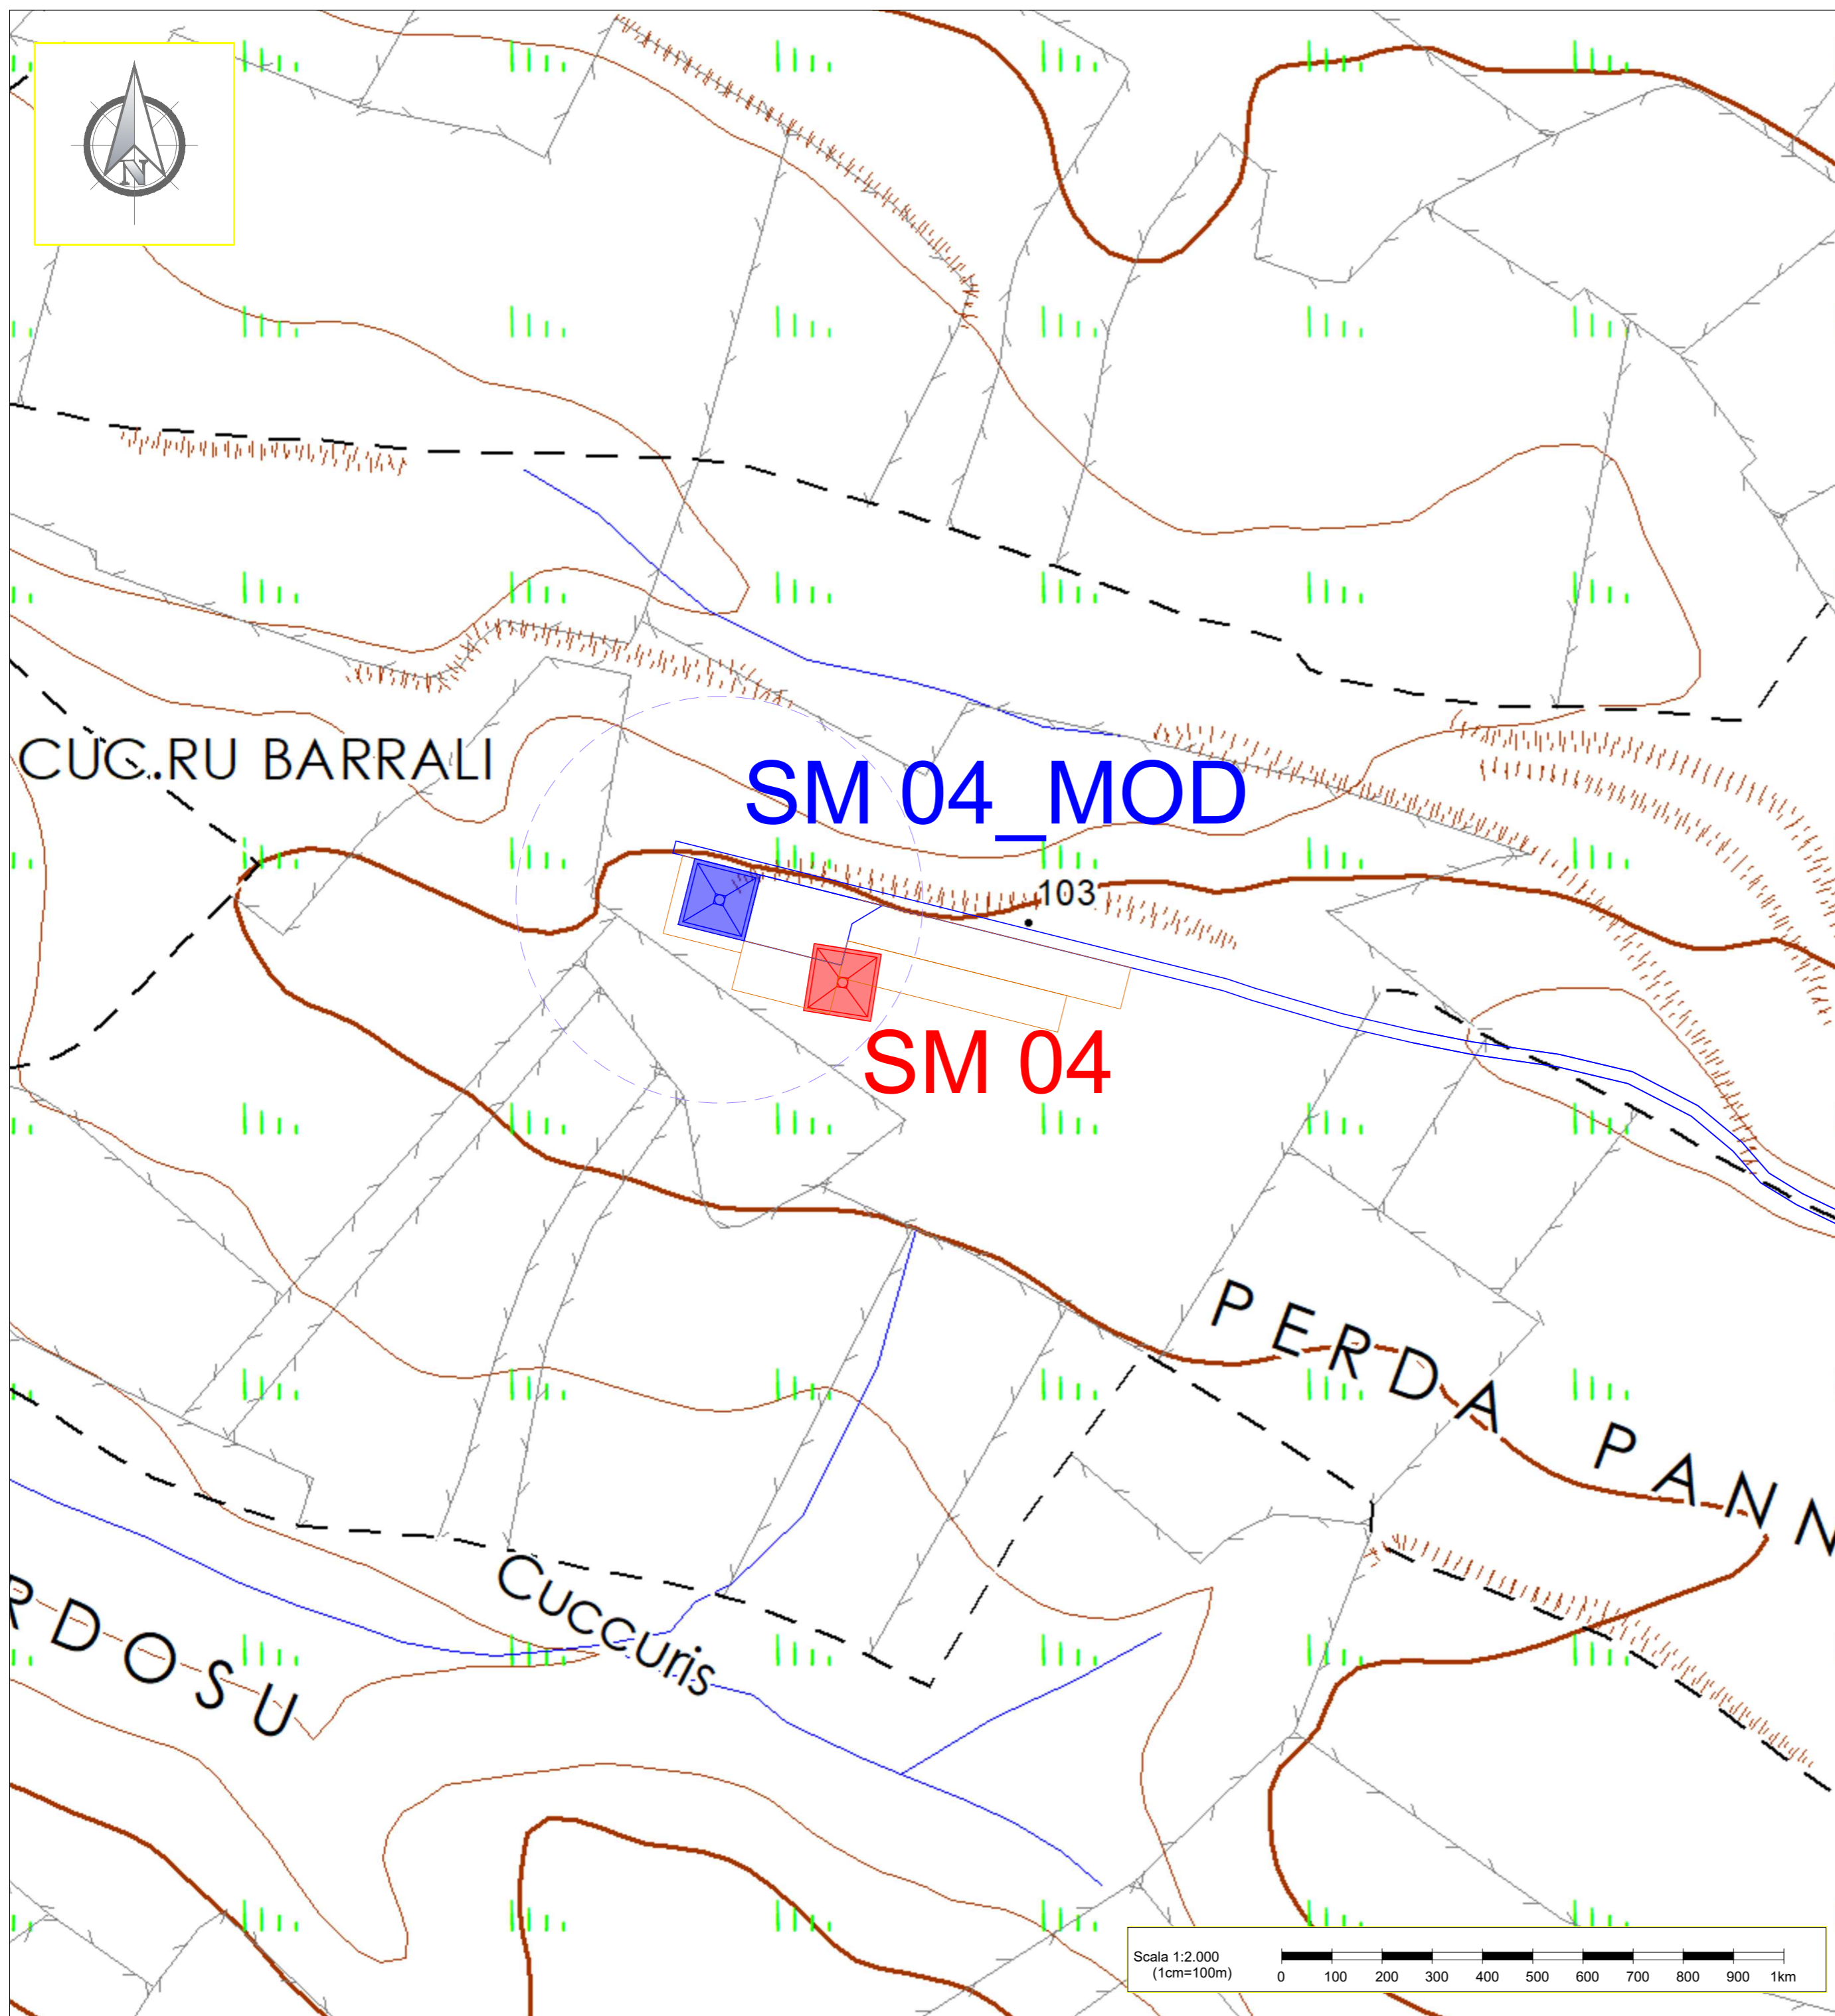 N
CUC.RU BARRALI
SM 04_MOD
103
SM 04
PERDA PANN
Cuccuris
RDOSU
Scala 1:2.000
(1cm=100m)
0 100 200 300 400 500 600 700 800 900 1km